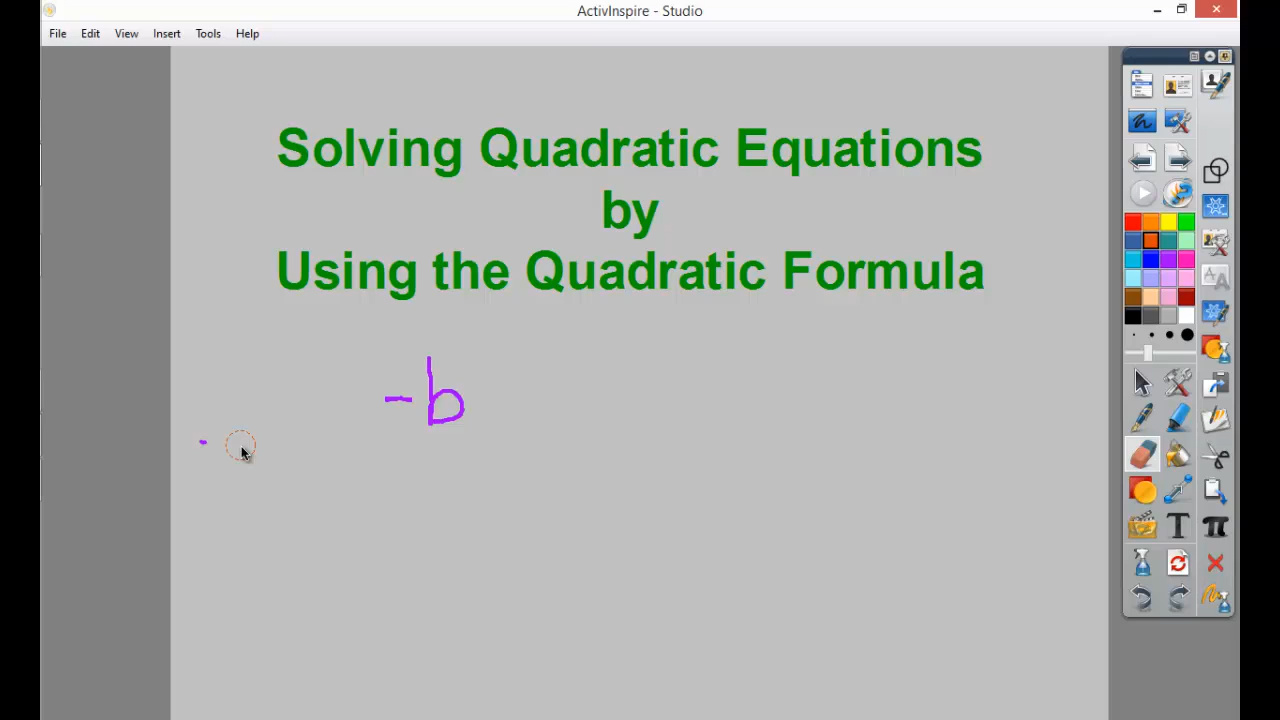 ActivInspire - Studio
File Edit View Insert Tools Help
Solving Quadratic Equations
by
Using the Quadratic Formula
-b